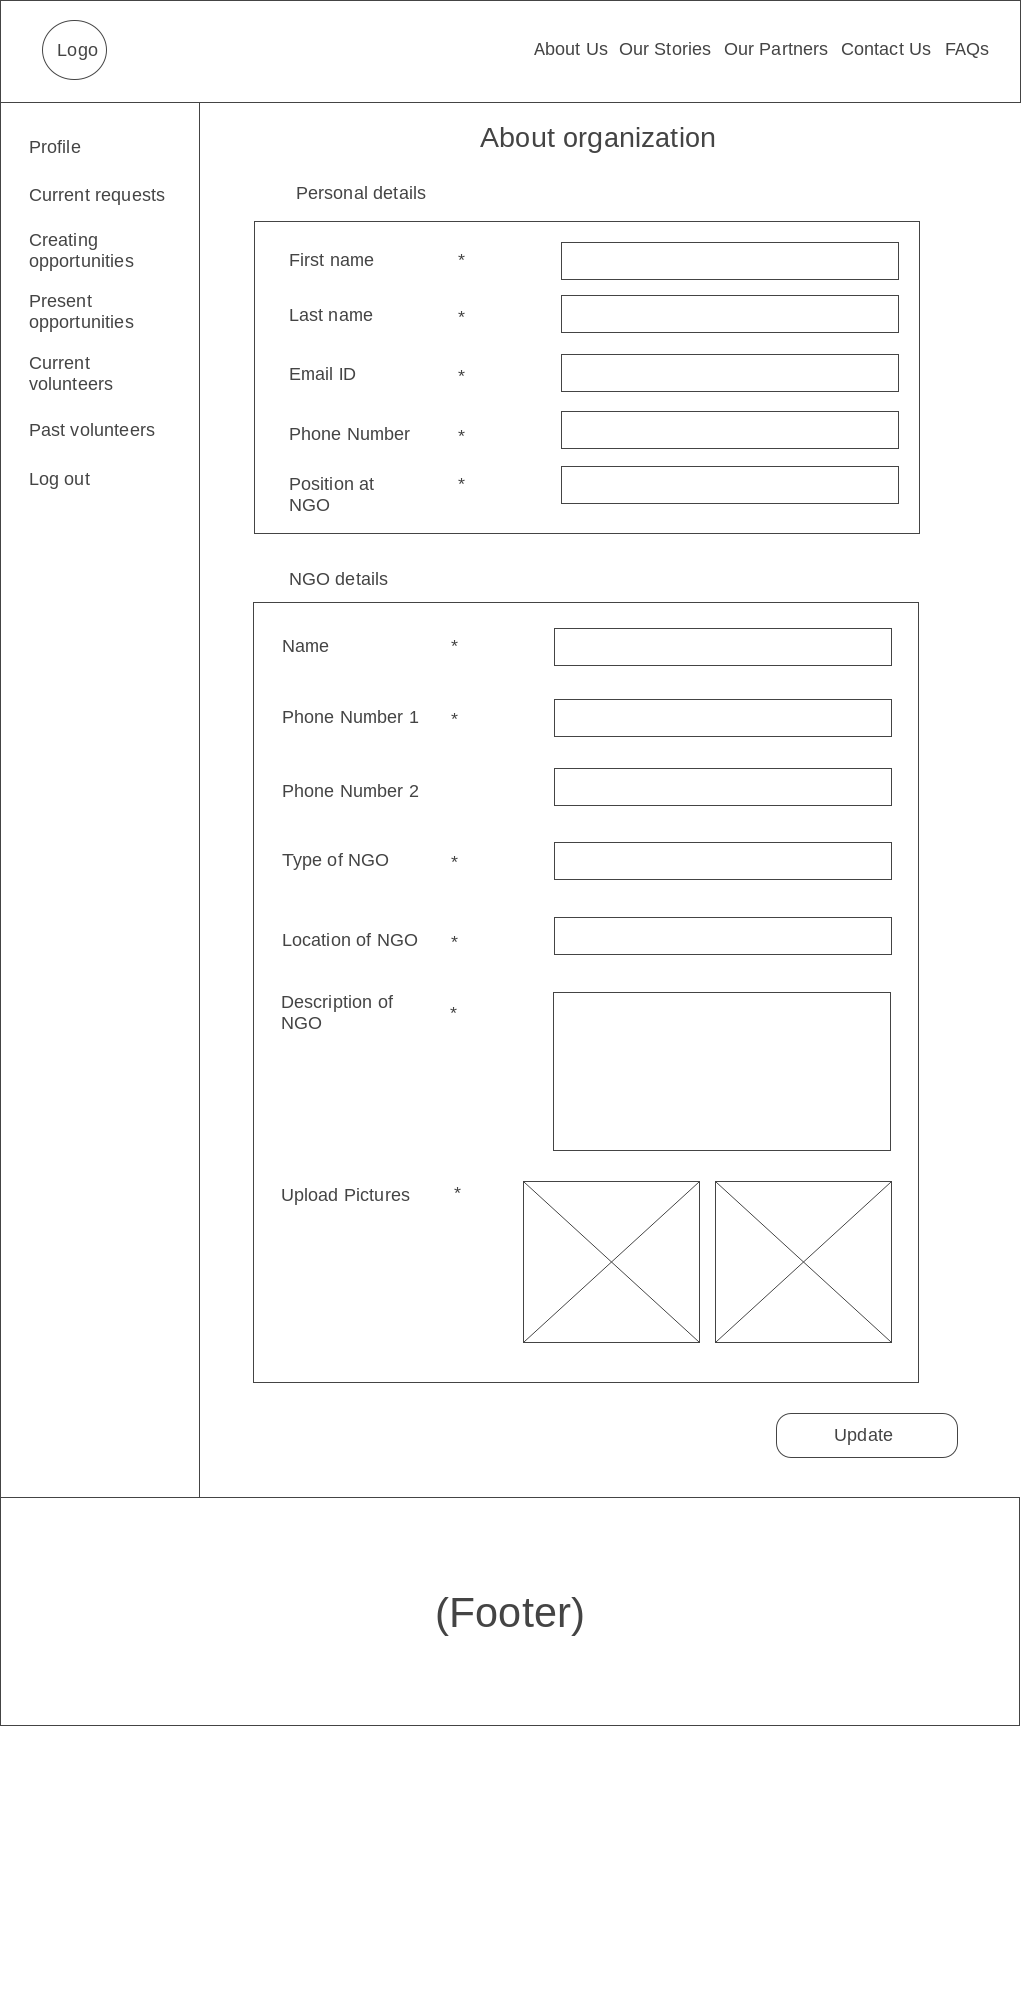 Logo
About Us Our Stories Our Partners Contact Us FAQs
Profile
Current requests
Creating
opportunities
Present
opportunities
Current
volunteers
Past volunteers
Log out
About organization
Personal details
First name *
Last name *
Email ID *
Phone Number *
Position at *
NGO
NGO details
Name *
Phone Number 1 *
Phone Number 2
Type of NGO *
Location of NGO *
Description of *
NGO
Upload Pictures *
Update
(Footer)